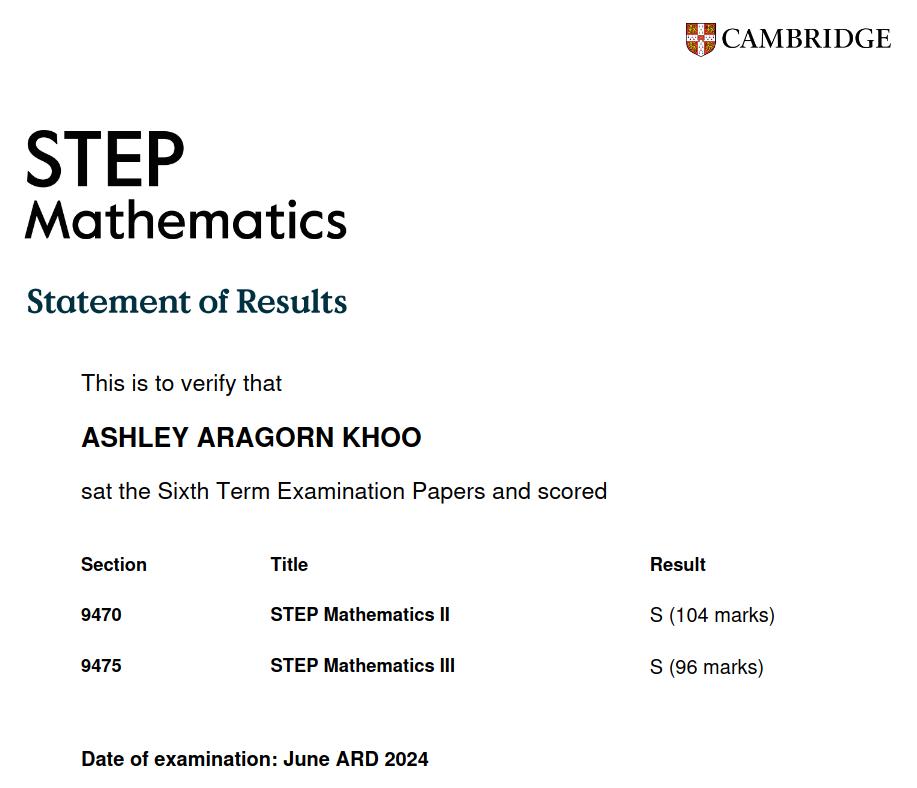 CAMBRIDGE
STEP
Mathematics
Statement of Results
This is to verify that
ASHLEY ARAGORN KHOO
sat the Sixth Term Examination Papers and scored
Section Title Result
9470 STEP Mathematics II S (104 marks)
9475 STEP Mathematics III S (96 marks)
Date of examination: June ARD 2024